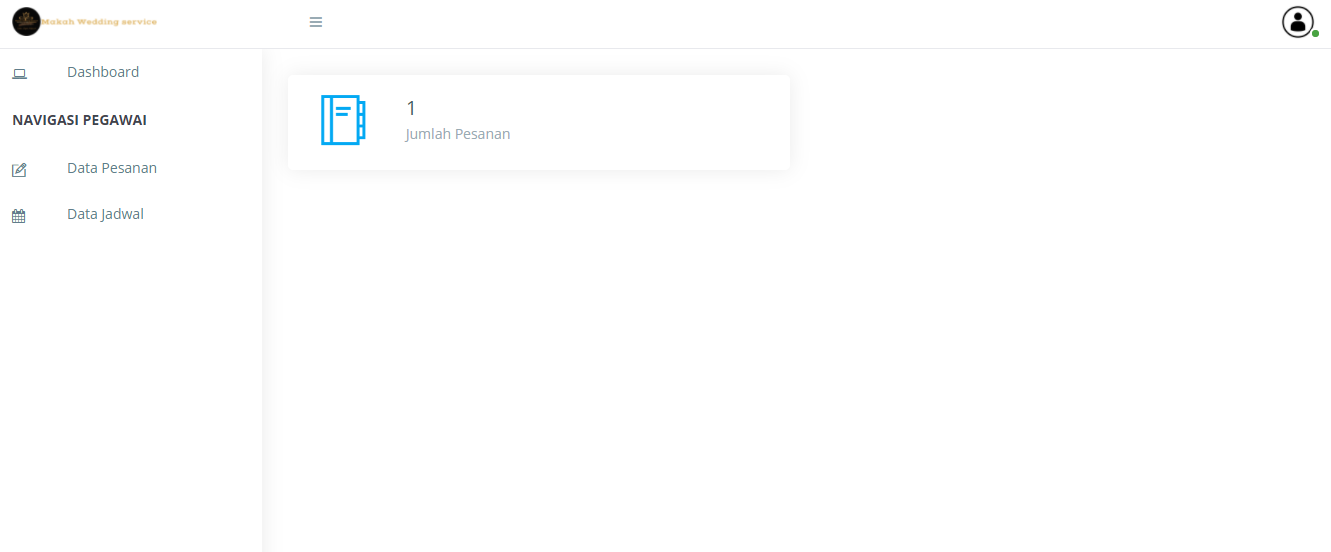 Makah Wedding service
Dashboard
NAVIGASI PEGAWAI
Data Pesanan
Data Jadwal
1
Jumlah Pesanan